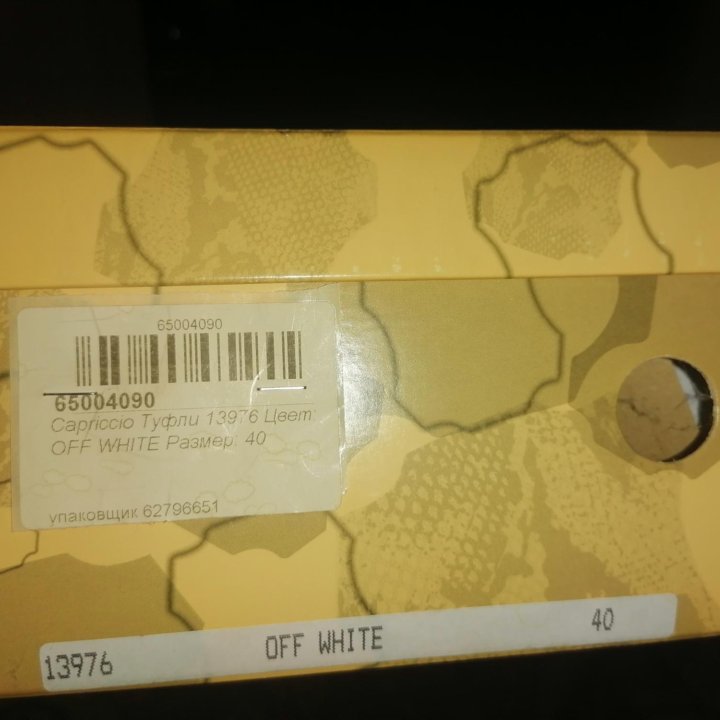 65004090
65004090
Capriccio Туфли 13976 Цвет:
OFF WHITE Размер: 40
упаковщик 62796651
13976 OFF WHITE 40